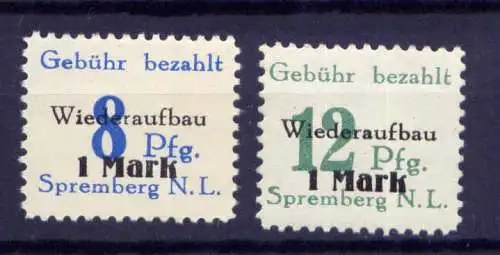 Gebühr bezahlt
Wiederaufbau
8 Pfg.
1 Mark
Spremberg N.L.
Gebühr bezahlt
Wiederaufbau
12 Pfg.
1 Mark
Spremberg N.L.